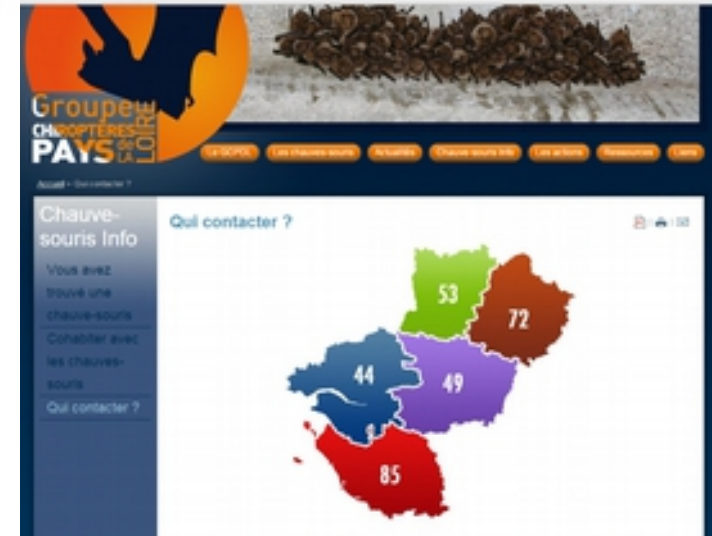 Groupe
CHIROPTÈRES
PAYS de LA LOIRE
Le GCPDL
Les chauves-souris
Actualités
Chauve-souris Info
Les actions
Ressources
Liens
Accueil > Qui contacter ?
Chauve-
souris Info
Vous avez
trouvé une
chauve-souris
Cohabiter avec
les chauves-
souris
Qui contacter ?
Qui contacter ?
53
72
44
49
85